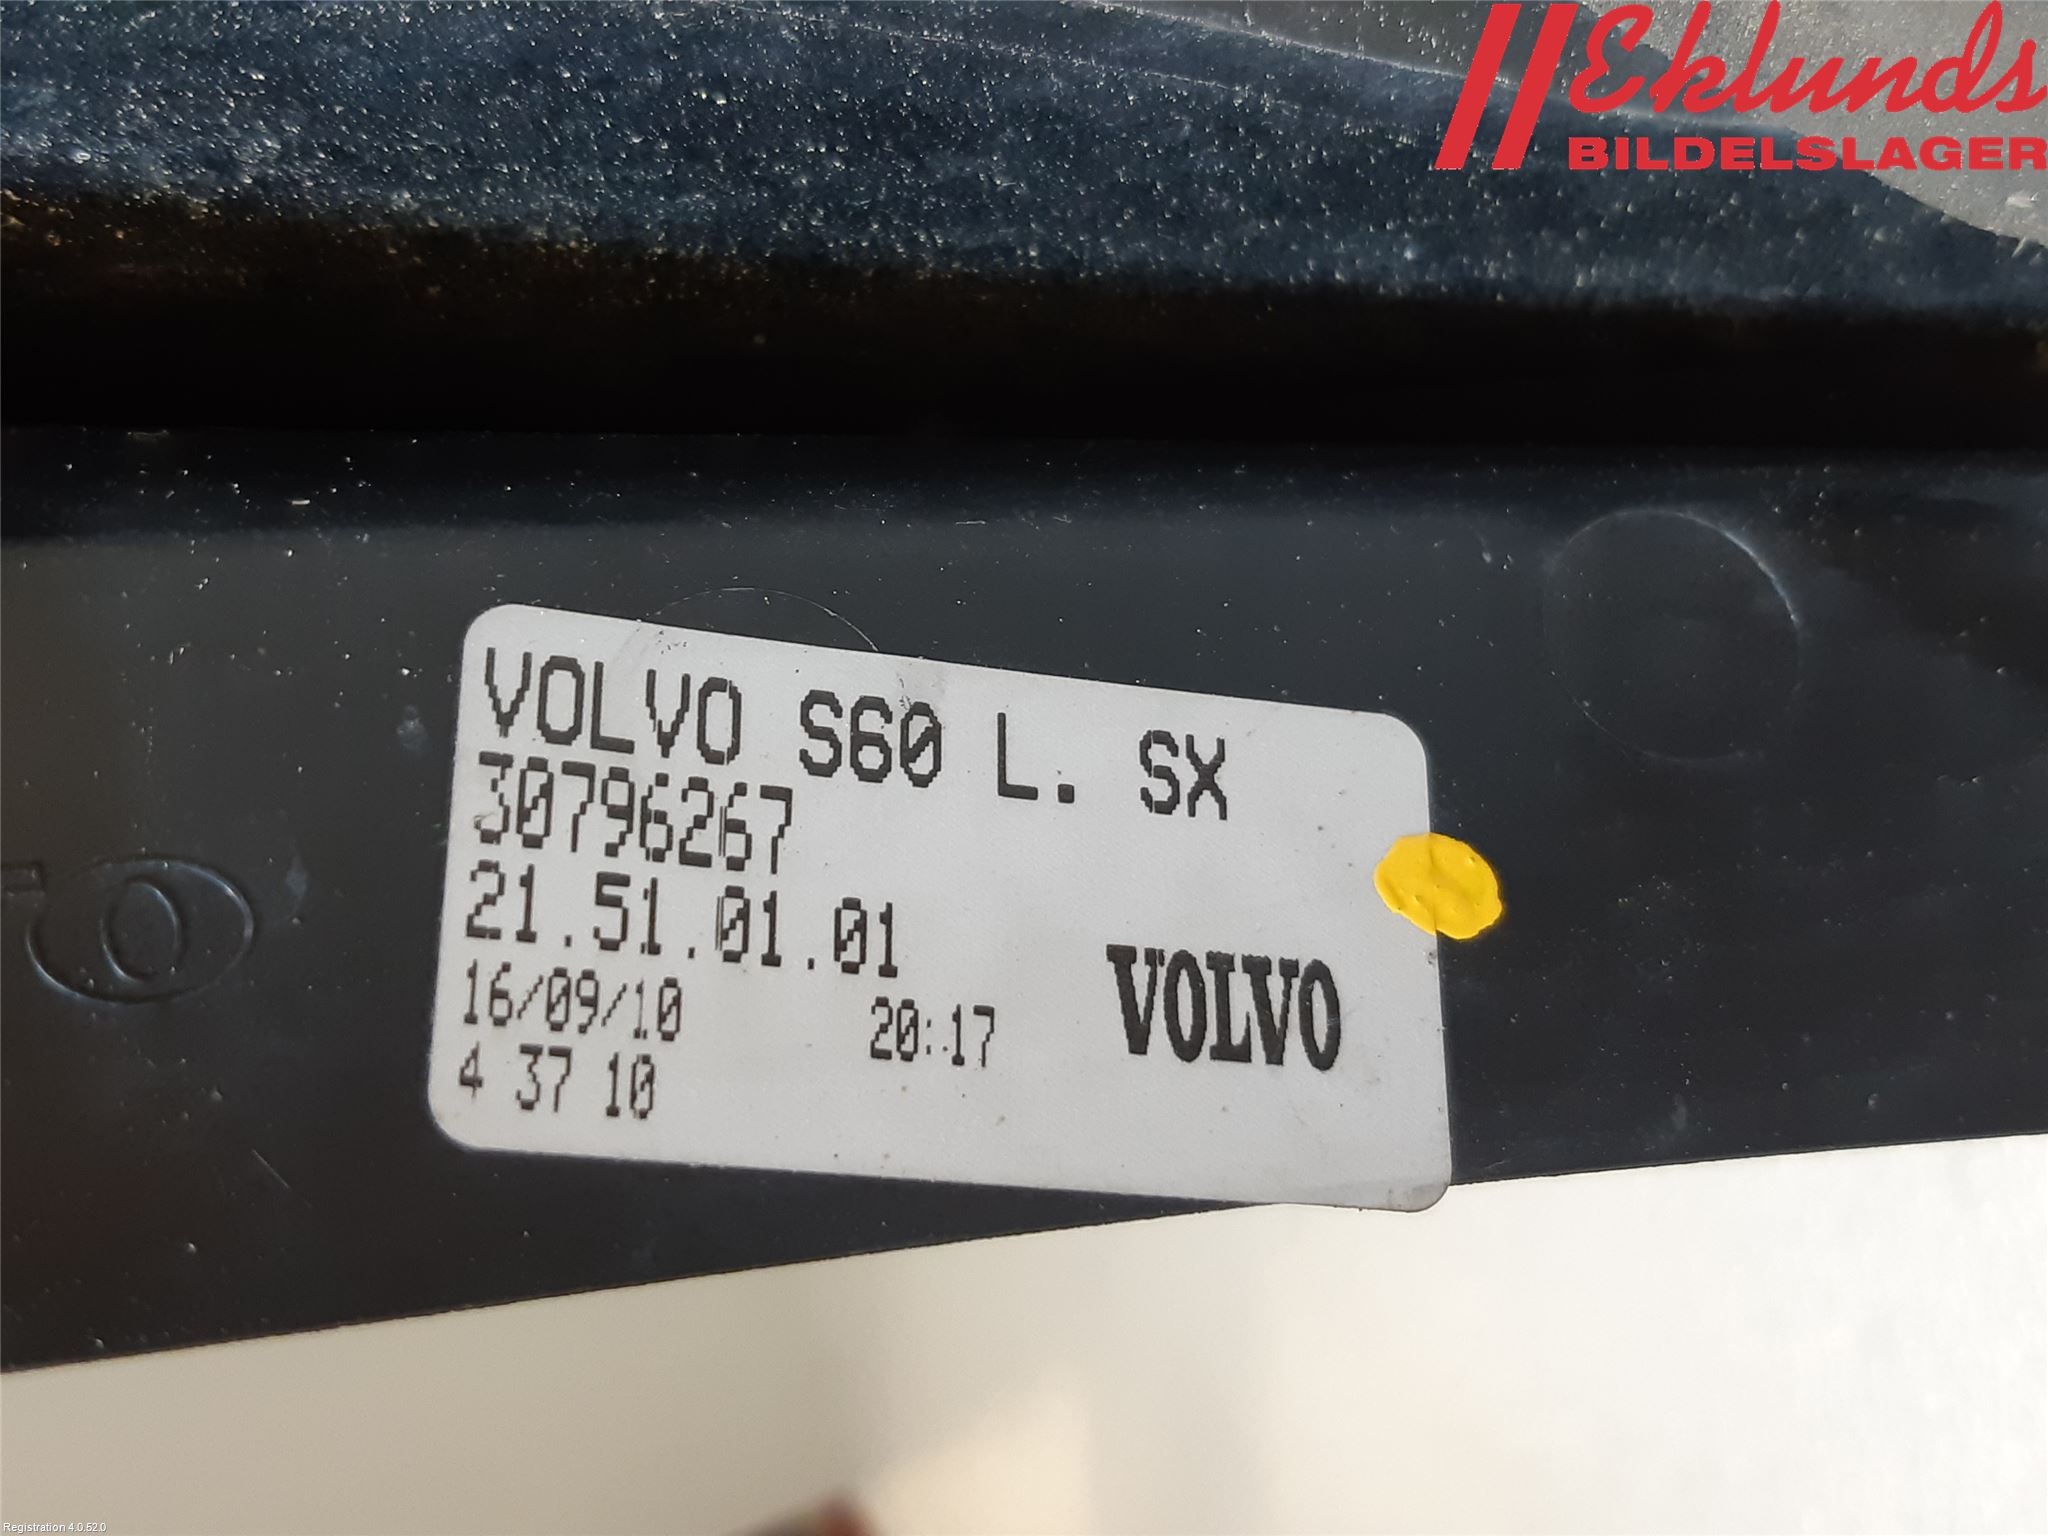 Eklunds
BILDELSLAGER
VOLVO S60 L. SX
30796267
21.51.01.01
16/09/10 20:17 VOLVO
4 37 10
Registration 4.0.52.0